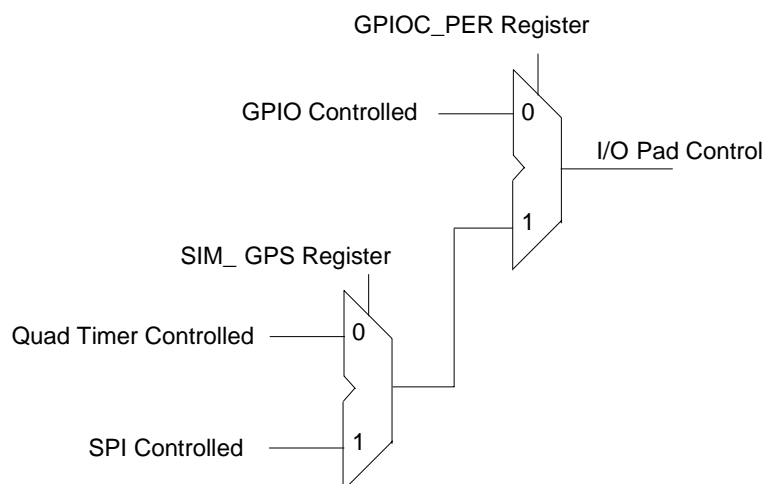 GPIOC_PER Register
GPIO Controlled
0
I/O Pad Control
1
SIM_ GPS Register
Quad Timer Controlled
0
SPI Controlled
1